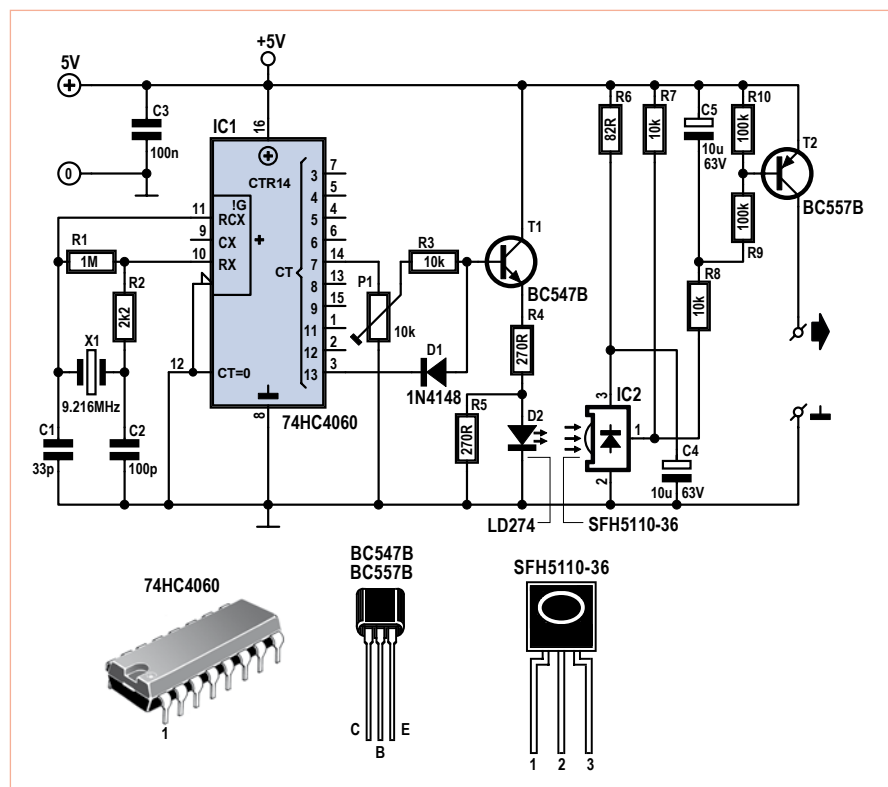 +5V
5V
0
C3
100n
IC1
16
CTR14
!G
RCX
CX
RX
11
9
10
12
CT=0
CT
3
7
4
5
5
4
6
6
7
14
8
13
9
15
11
1
12
2
13
3
8
74HC4060
R1
1M
R2
2k2
X1
9.216MHz
C1
33p
C2
100p
P1
10k
R3
10k
D1
1N4148
T1
BC547B
R4
270R
R5
270R
D2
LD274
R6
82R
R7
10k
C5
10u
63V
R10
100k
T2
BC557B
100k
R9
R8
10k
IC2
3
1
2
C4
10u 63V
SFH5110-36
74HC4060
1
BC547B
BC557B
C
B
E
SFH5110-36
1 2 3